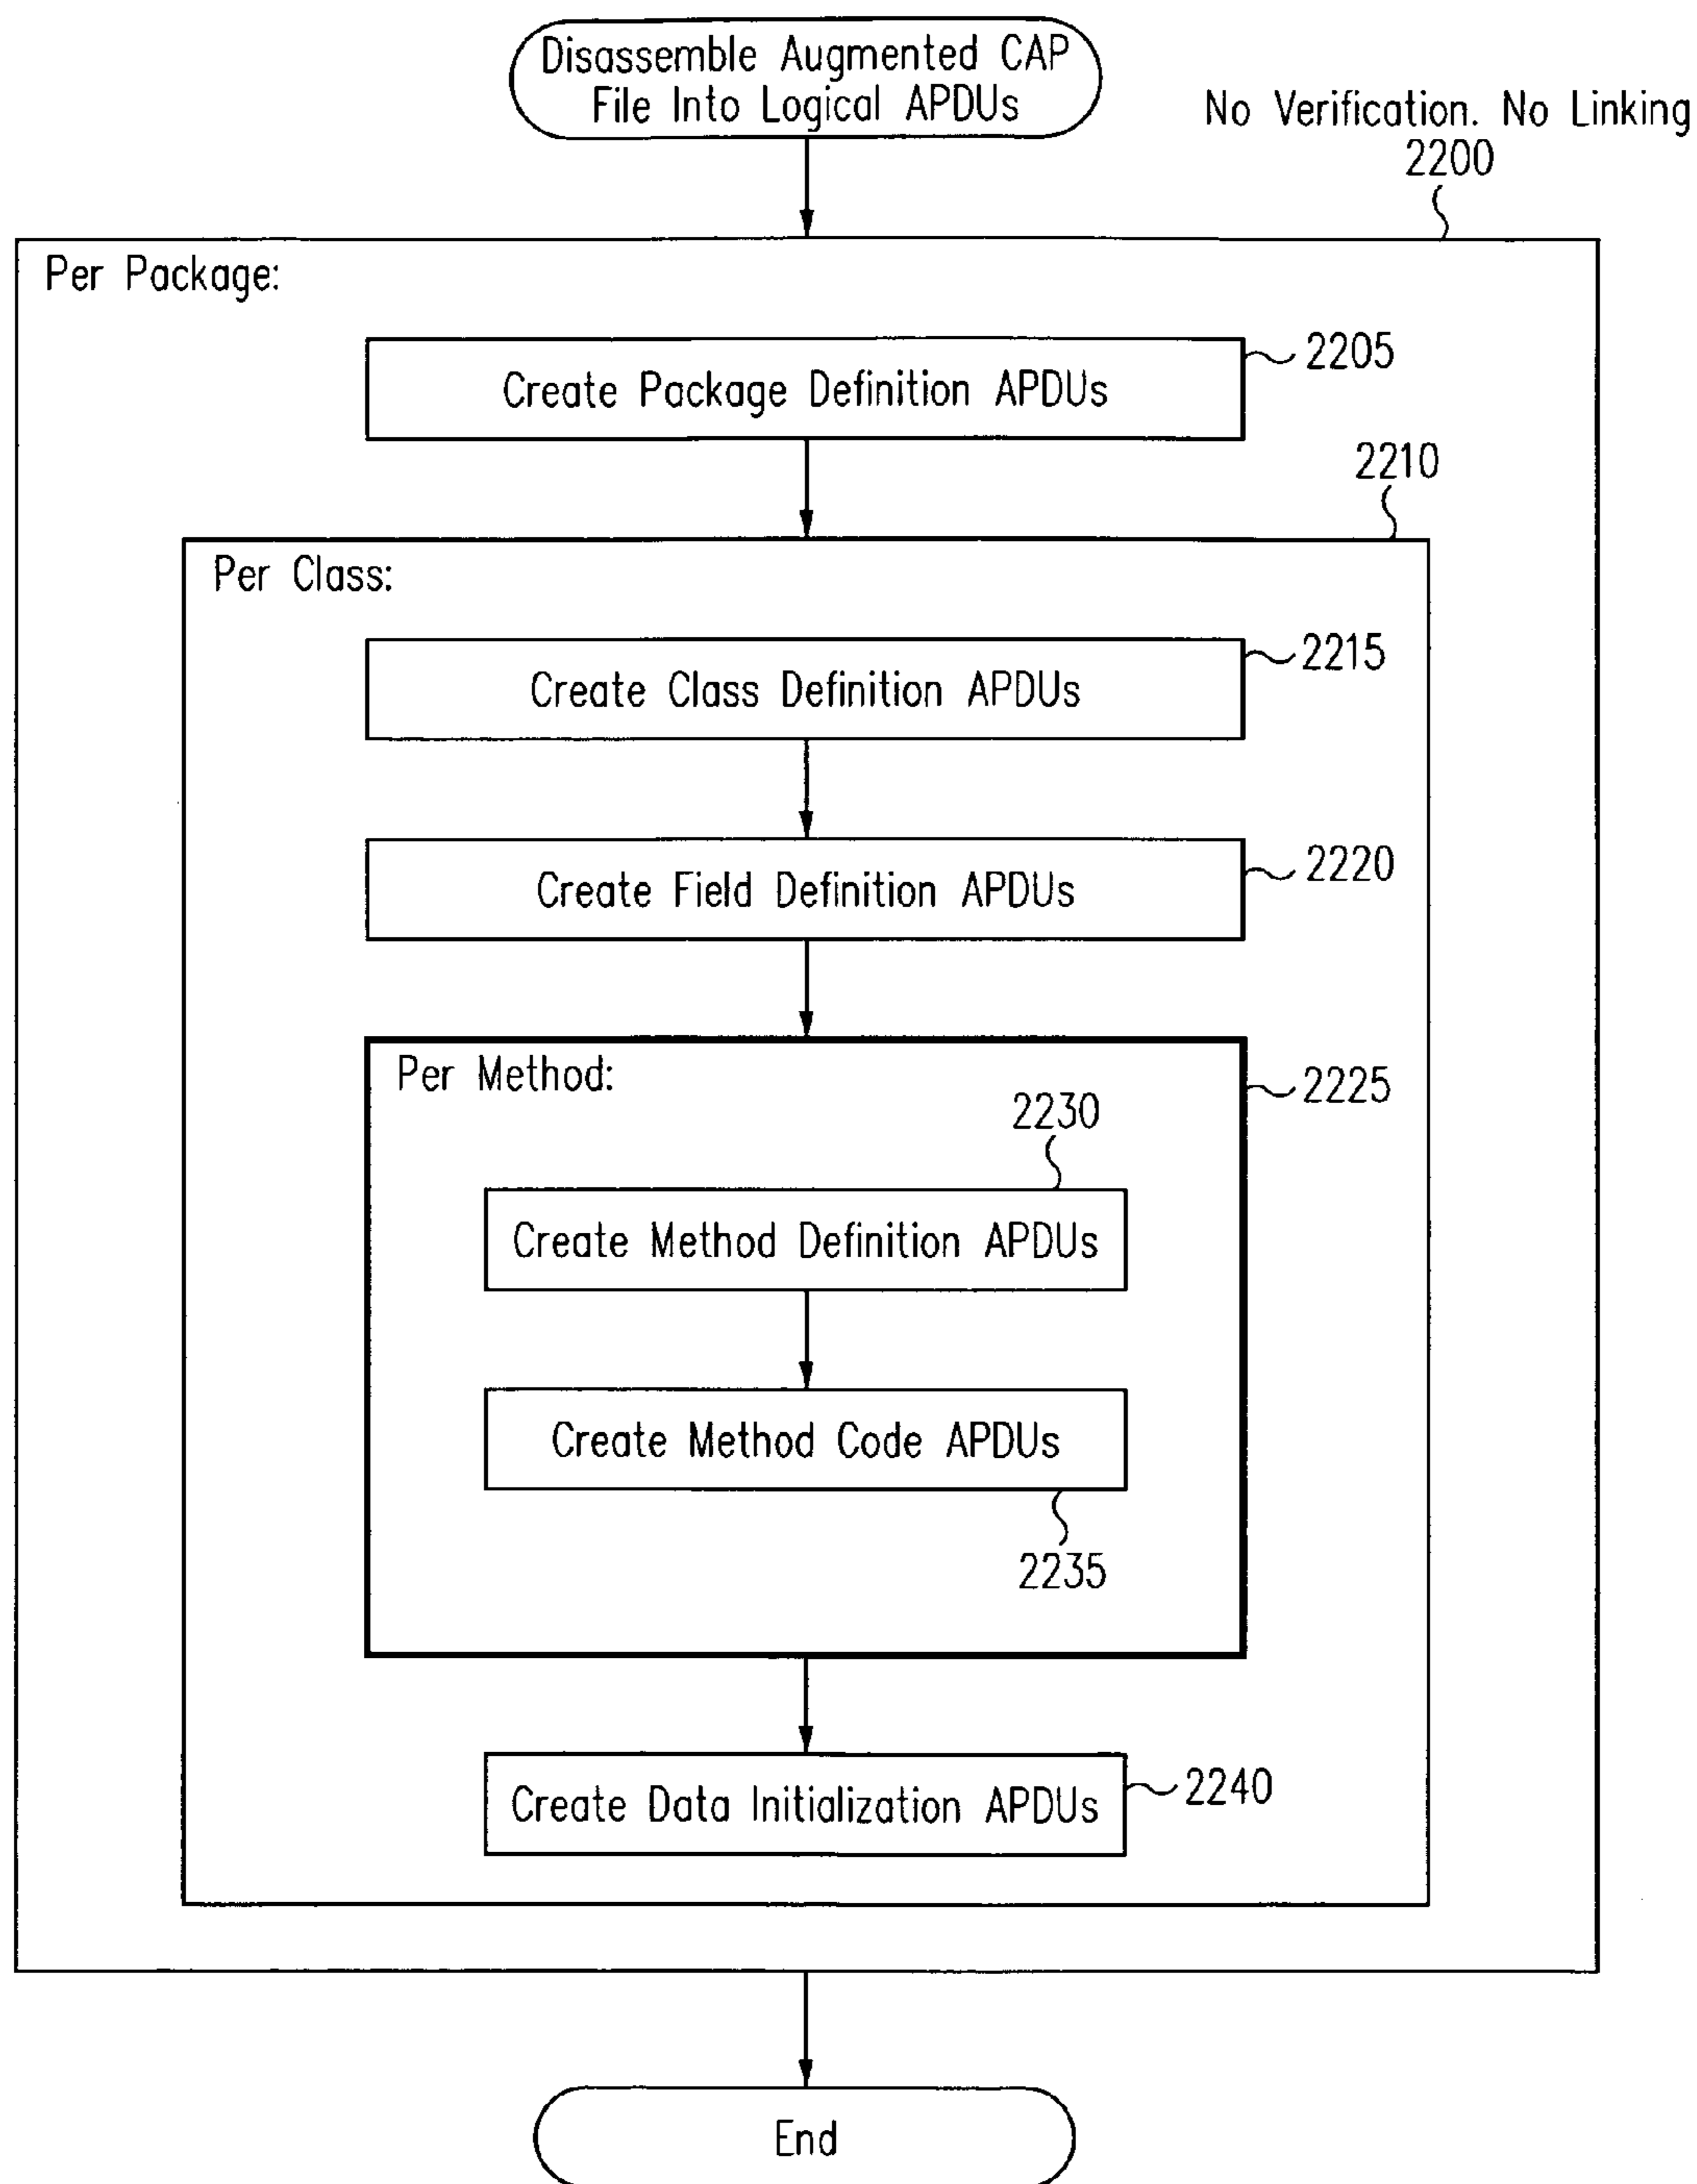 Disassemble Augmented CAP
File Into Logical APDUs
No Verification. No Linking
2200
Per Package:
2205
Create Package Definition APDUs
2210
Per Class:
2215
Create Class Definition APDUs
2220
Create Field Definition APDUs
Per Method:
2225
2230
Create Method Definition APDUs
Create Method Code APDUs
2235
Create Data Initialization APDUs
2240
End